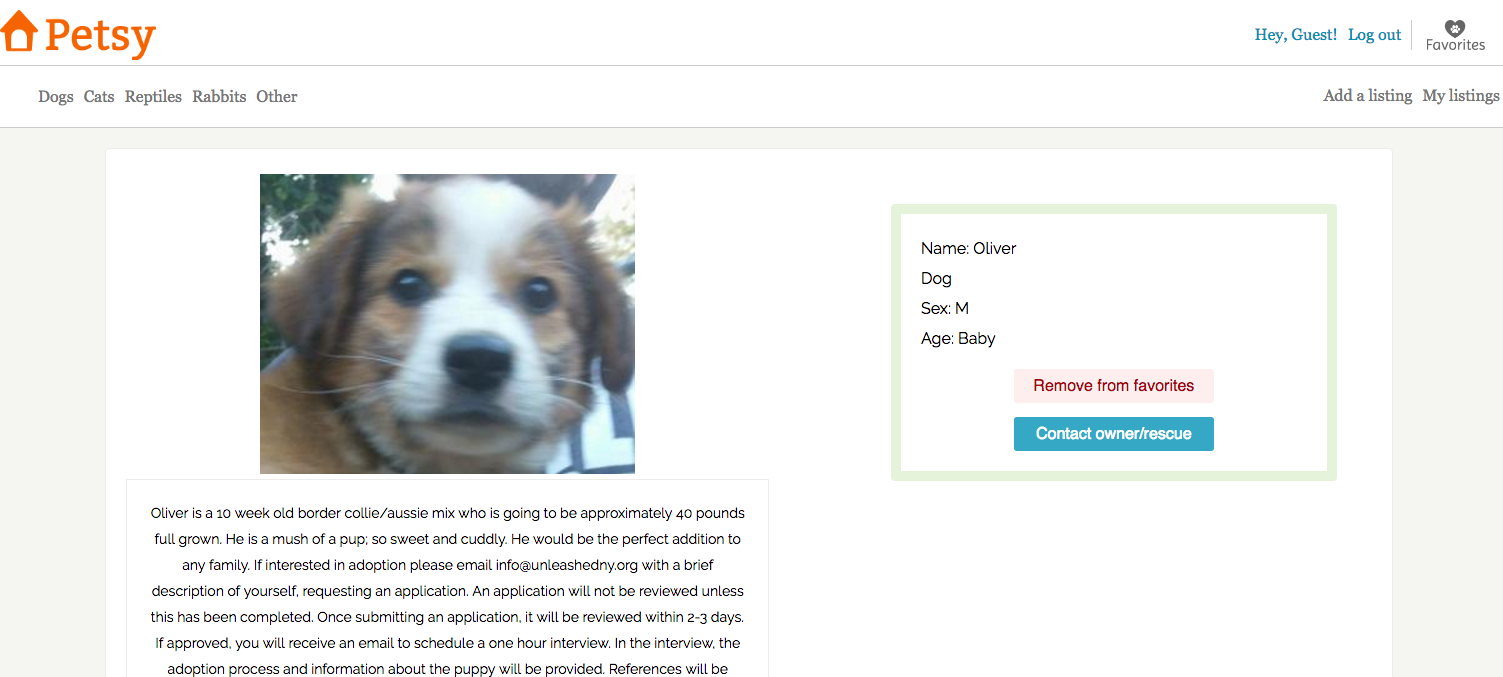 Petsy
Hey, Guest! Log out
Favorites
Dogs Cats Reptiles Rabbits Other
Add a listing My listings
Name: Oliver
Dog
Sex: M
Age: Baby
Remove from favorites
Contact owner/rescue
Oliver is a 10 week old border collie/aussie mix who is going to be approximately 40 pounds
full grown. He is a mush of a pup; so sweet and cuddly. He would be the perfect addition to
any family. If interested in adoption please email info@unleashedny.org with a brief
description of yourself, requesting an application. An application will not be reviewed unless
this has been completed. Once submitting an application, it will be reviewed within 2-3 days.
If approved, you will receive an email to schedule a one hour interview. In the interview, the
adoption process and information about the puppy will be provided. References will be